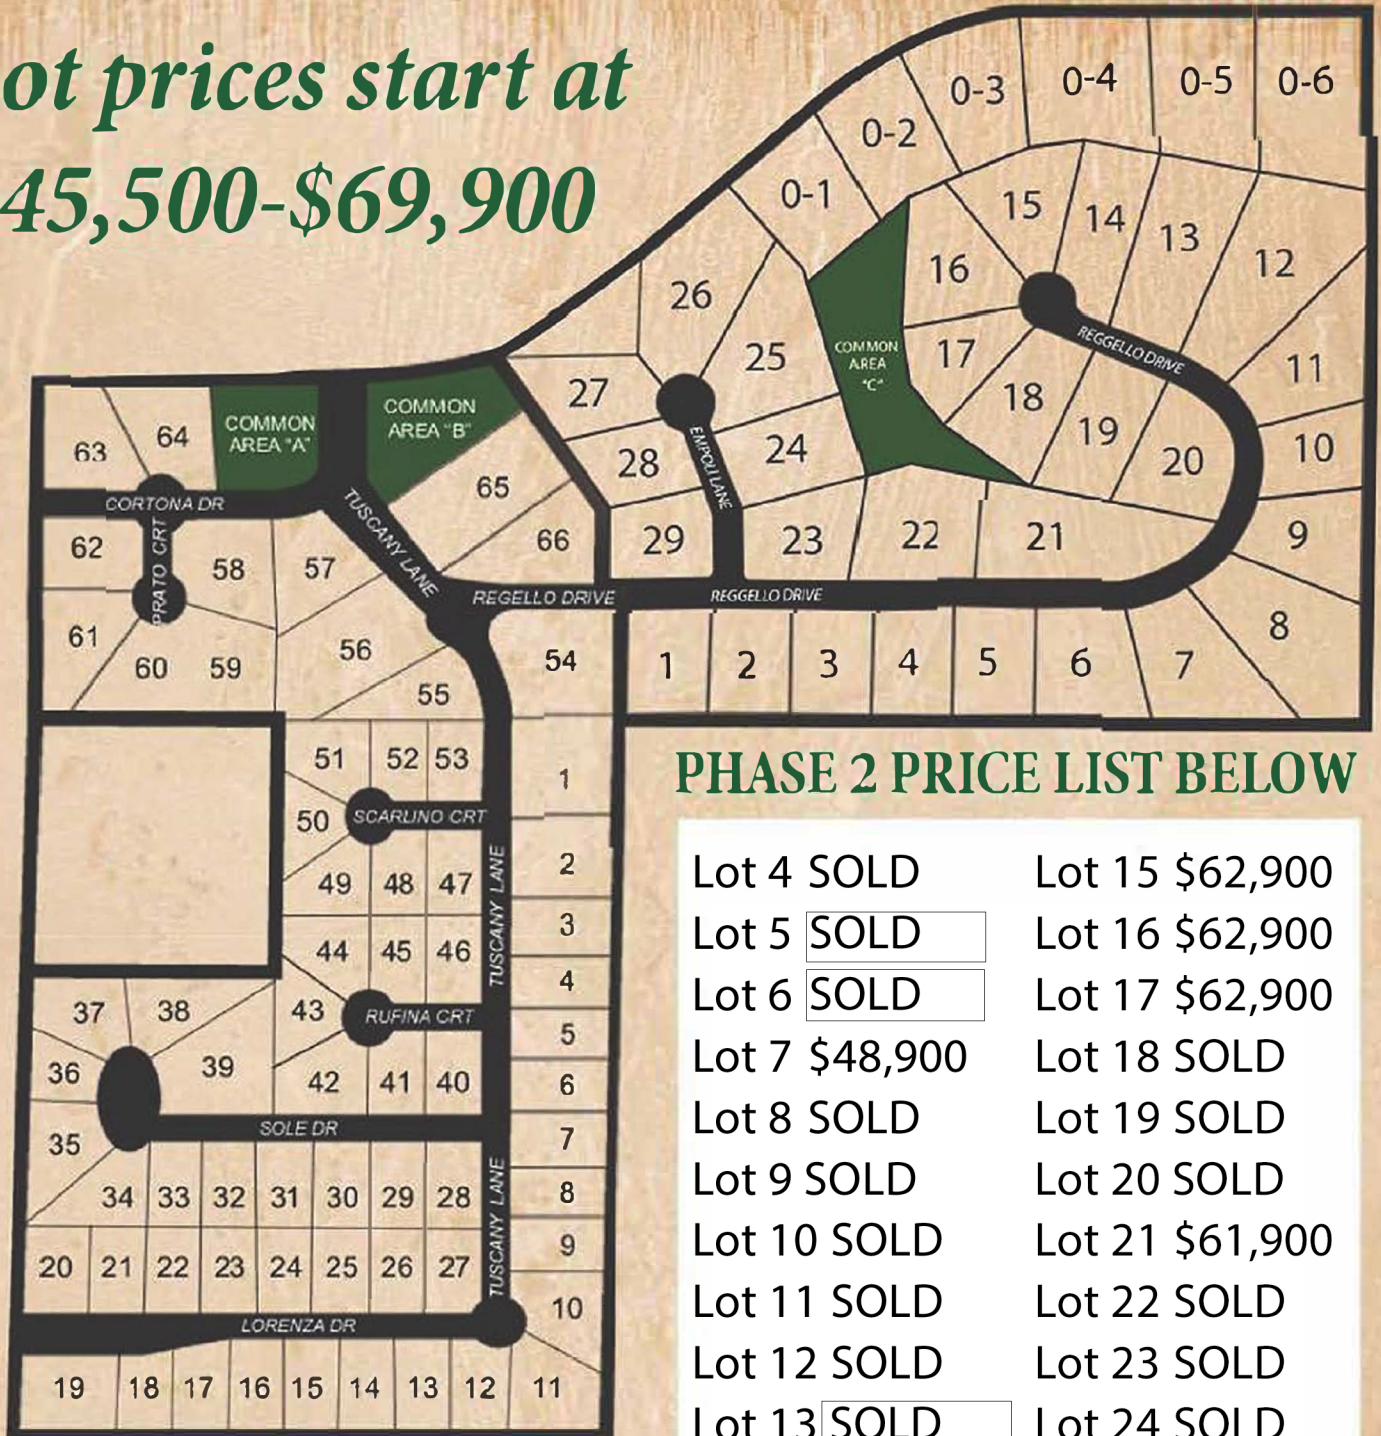 ot prices start at
45,500-$69,900
0-1
0-2
0-3
0-4
0-5
0-6
15
14
13
12
16
17
18
19
20
11
10
9
8
26
25
27
28
24
29
23
22
21
COMMON
AREA
"C"
REGGELLO DRIVE
EMPOLI LANE
63
64
COMMON
AREA "A"
COMMON
AREA "B"
65
66
CORTONA DR
TUSCANY LANE
PRATO CRT
62
58
57
61
60
59
56
55
REGELLO DRIVE
REGGELLO DRIVE
54
1
2
3
4
5
6
7
51
52
53
50
SCARLINO CRT
49
48
47
44
45
46
TUSCANY LANE
43
RUFINA CRT
42
41
40
37
38
36
39
35
SOLE DR
34
33
32
31
30
29
28
20
21
22
23
24
25
26
27
TUSCANY LANE
LORENZA DR
1
2
3
4
5
6
7
8
9
10
19
18
17
16
15
14
13
12
11
PHASE 2 PRICE LIST BELOW
Lot 4 SOLD
Lot 5 SOLD
Lot 6 SOLD
Lot 7 $48,900
Lot 8 SOLD
Lot 9 SOLD
Lot 10 SOLD
Lot 11 SOLD
Lot 12 SOLD
Lot 13 SOLD
Lot 15 $62,900
Lot 16 $62,900
Lot 17 $62,900
Lot 18 SOLD
Lot 19 SOLD
Lot 20 SOLD
Lot 21 $61,900
Lot 22 SOLD
Lot 23 SOLD
Lot 24 SOLD